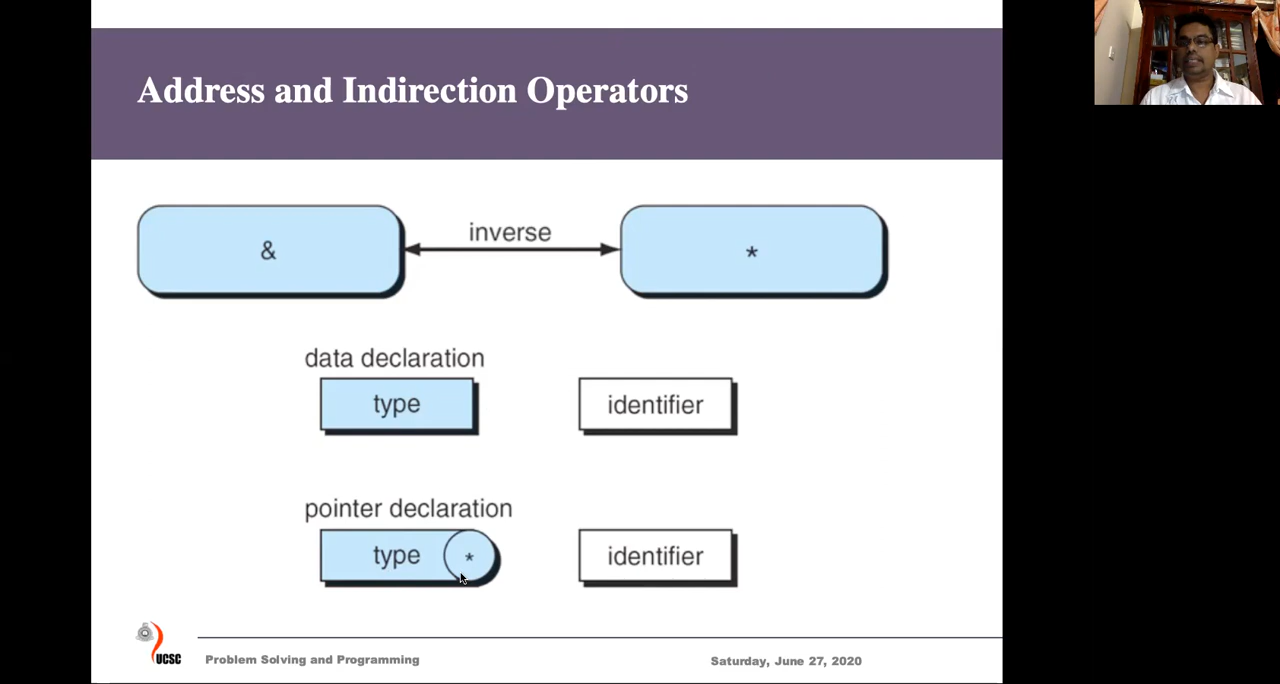 Address and Indirection Operators
&
inverse
*
data declaration
type
identifier
pointer declaration
type *
identifier
UCSC
Problem Solving and Programming
Saturday, June 27, 2020